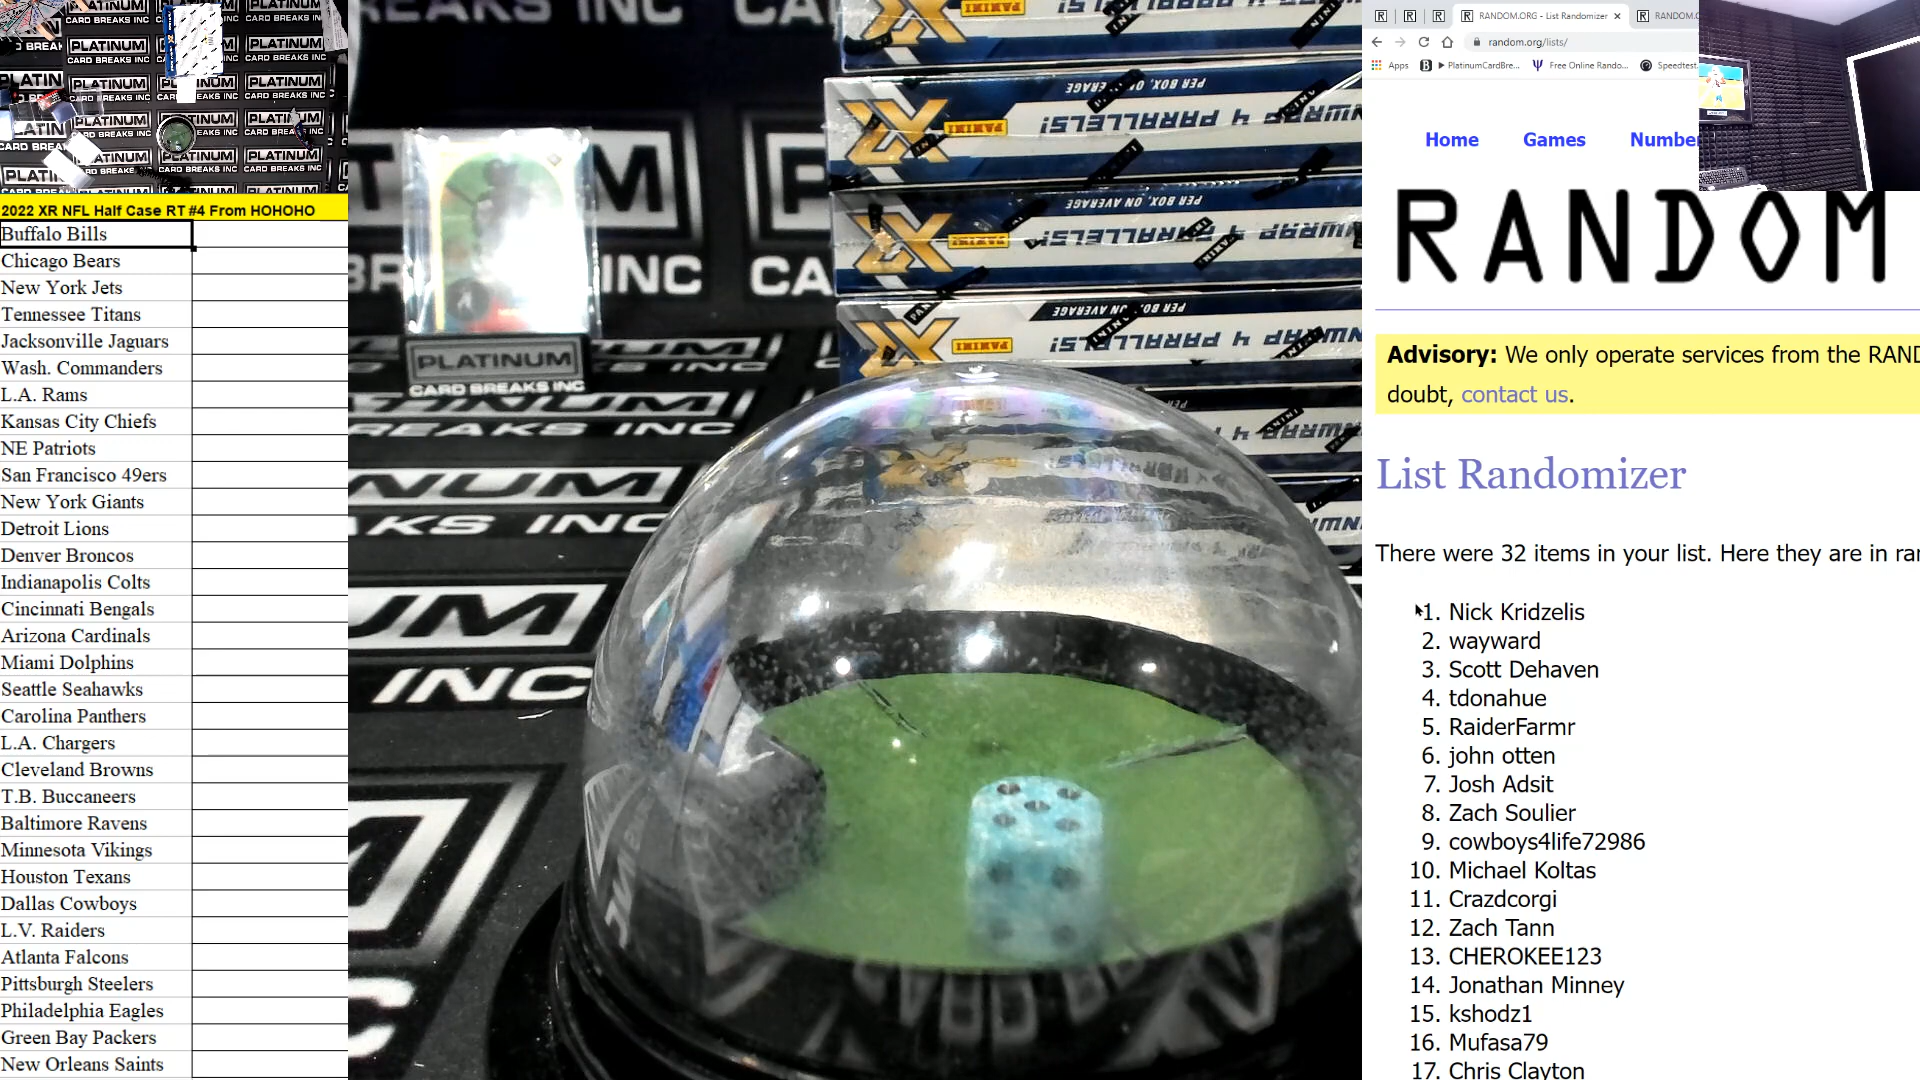 2022 XR NFL Half Case RT #4 From HOHOHO
Buffalo Bills
Chicago Bears
New York Jets
Tennessee Titans
Jacksonville Jaguars
Wash. Commanders
L.A. Rams
Kansas City Chiefs
NE Patriots
San Francisco 49ers
New York Giants
Detroit Lions
Denver Broncos
Indianapolis Colts
Cincinnati Bengals
Arizona Cardinals
Miami Dolphins
Seattle Seahawks
Carolina Panthers
L.A. Chargers
Cleveland Browns
T.B. Buccaneers
Baltimore Ravens
Minnesota Vikings
Houston Texans
Dallas Cowboys
L.V. Raiders
Atlanta Falcons
Pittsburgh Steelers
Philadelphia Eagles
Green Bay Packers
New Orleans Saints
PLATINUM
CARD BREAKS INC
PER BOX, ON AVERAGE
PANINI
4 PARALLELS!
RANDOM.ORG - List Randomizer
random.org/lists/
Apps
PlatinumCardBre...
Free Online Rando...
Speedtest
Home Games Number
RANDOM
Advisory: We only operate services from the RAND
doubt, contact us.
List Randomizer
There were 32 items in your list. Here they are in ra
1. Nick Kridzelis
2. wayward
3. Scott Dehaven
4. tdonahue
5. RaiderFarmr
6. john otten
7. Josh Adsit
8. Zach Soulier
9. cowboys4life72986
10. Michael Koltas
11. Crazdcorgi
12. Zach Tann
13. CHEROKEE123
14. Jonathan Minney
15. kshodz1
16. Mufasa79
17. Chris Clayton